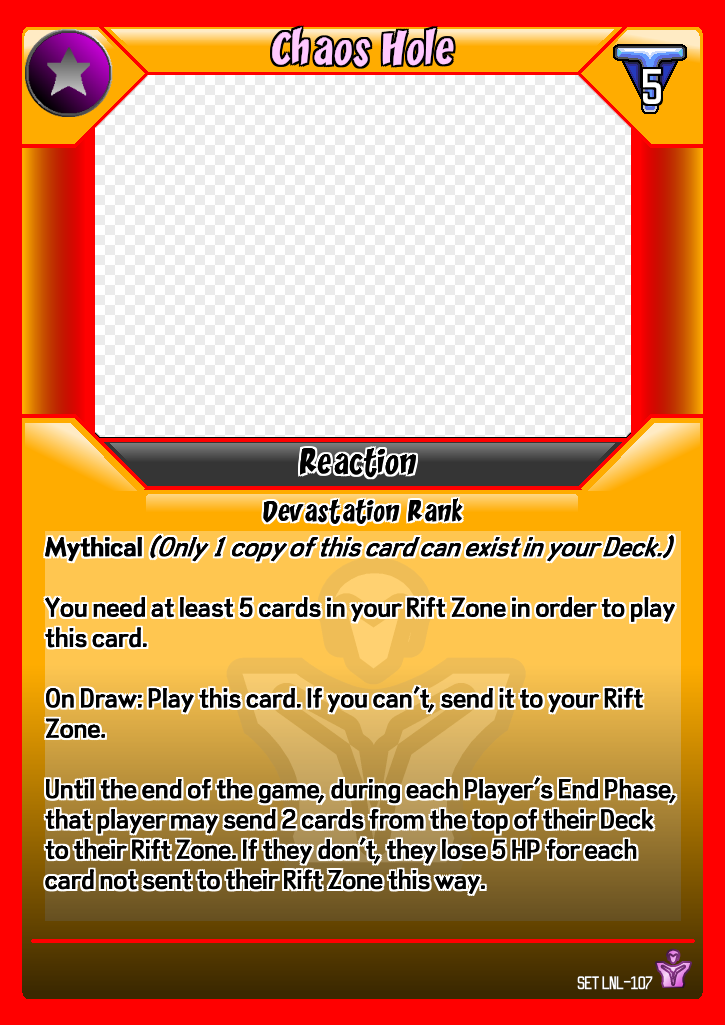 Chaos Hole
5
Reaction
Devastation Rank
Mythical (Only 1 copy of this card can exist in your Deck.)
You need at least 5 cards in your Rift Zone in order to play
this card.
On Draw: Play this card. If you can't, send it to your Rift
Zone.
Until the end of the game, during each Player's End Phase,
that player may send 2 cards from the top of their Deck
to their Rift Zone. If they don't, they lose 5 HP for each
card not sent to their Rift Zone this way.
SET LNL-107